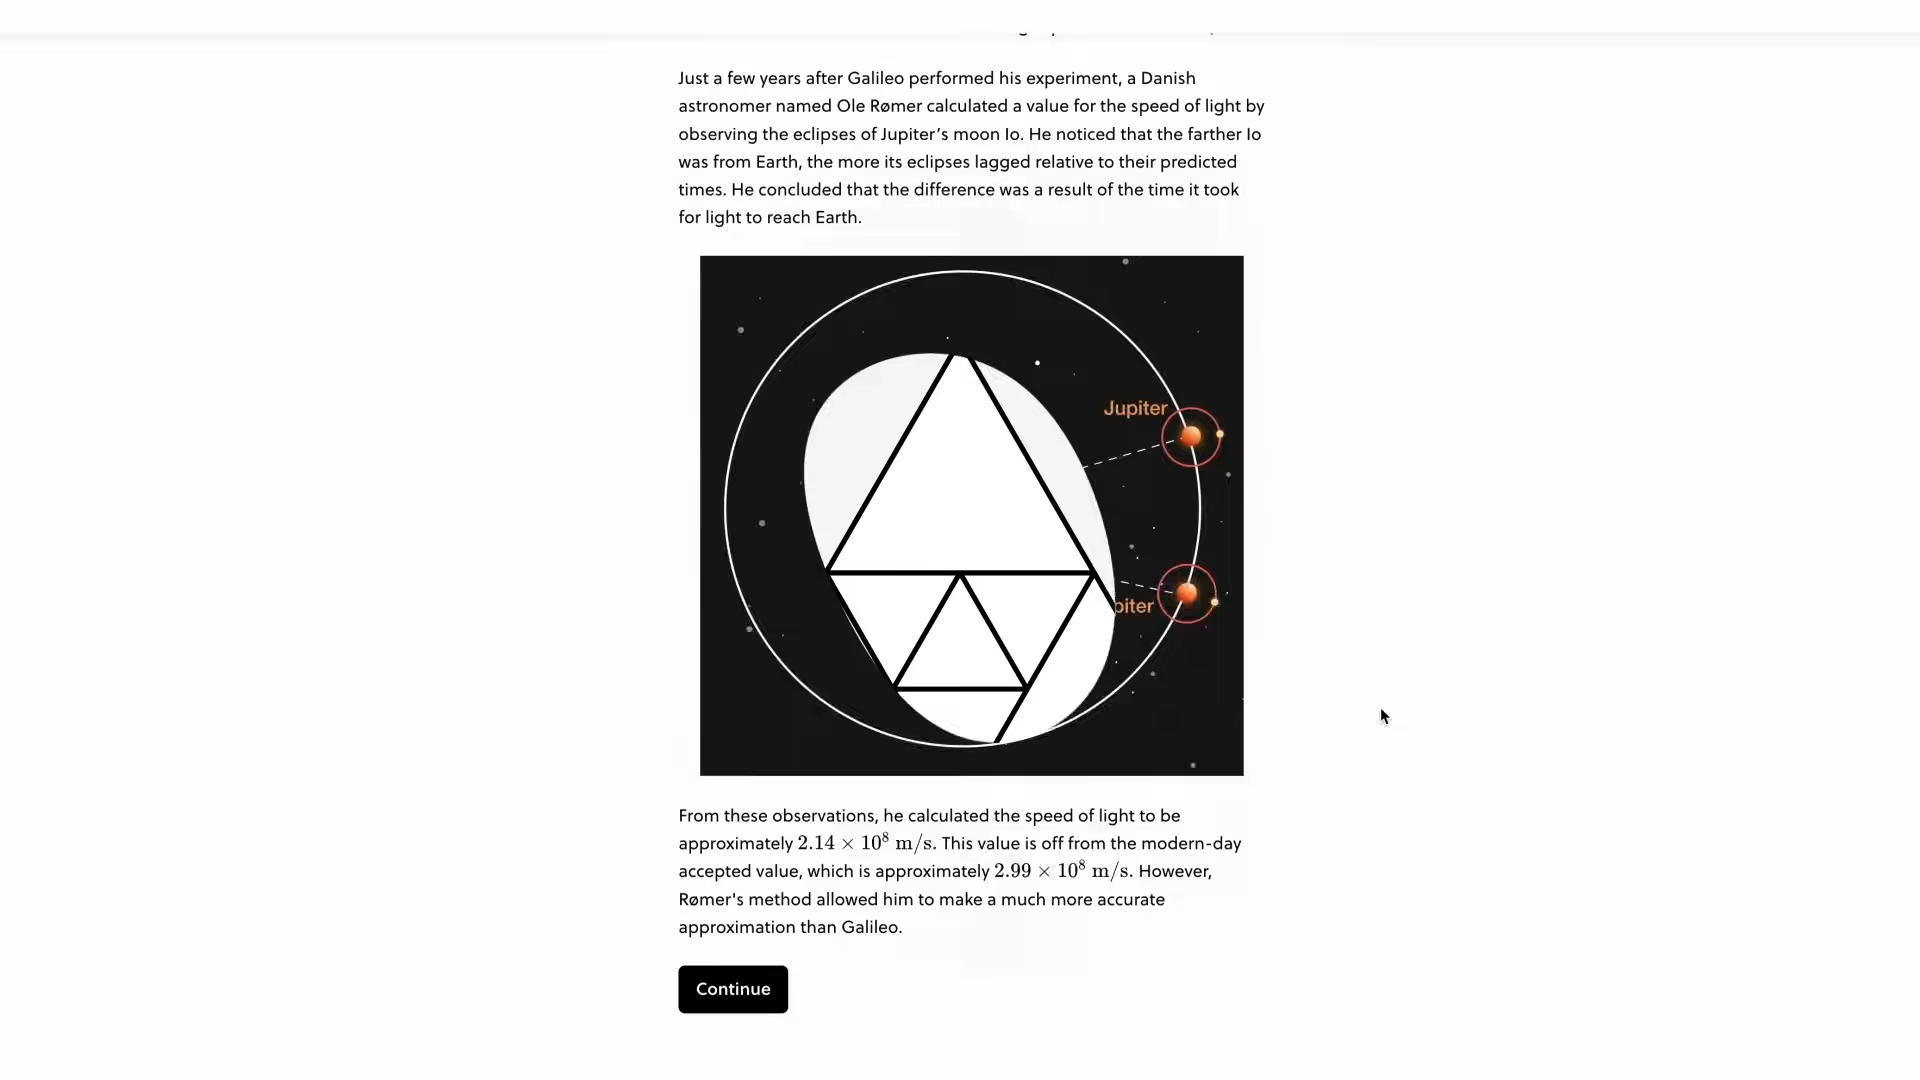 Just a few years after Galileo performed his experiment, a Danish
astronomer named Ole Rømer calculated a value for the speed of light by
observing the eclipses of Jupiter’s moon Io. He noticed that the farther Io
was from Earth, the more its eclipses lagged relative to their predicted
times. He concluded that the difference was a result of the time it took
for light to reach Earth.
Jupiter
piter
From these observations, he calculated the speed of light to be
approximately 2.14 × 10⁸ m/s. This value is off from the modern-day
accepted value, which is approximately 2.99 × 10⁸ m/s. However,
Rømer's method allowed him to make a much more accurate
approximation than Galileo.
Continue